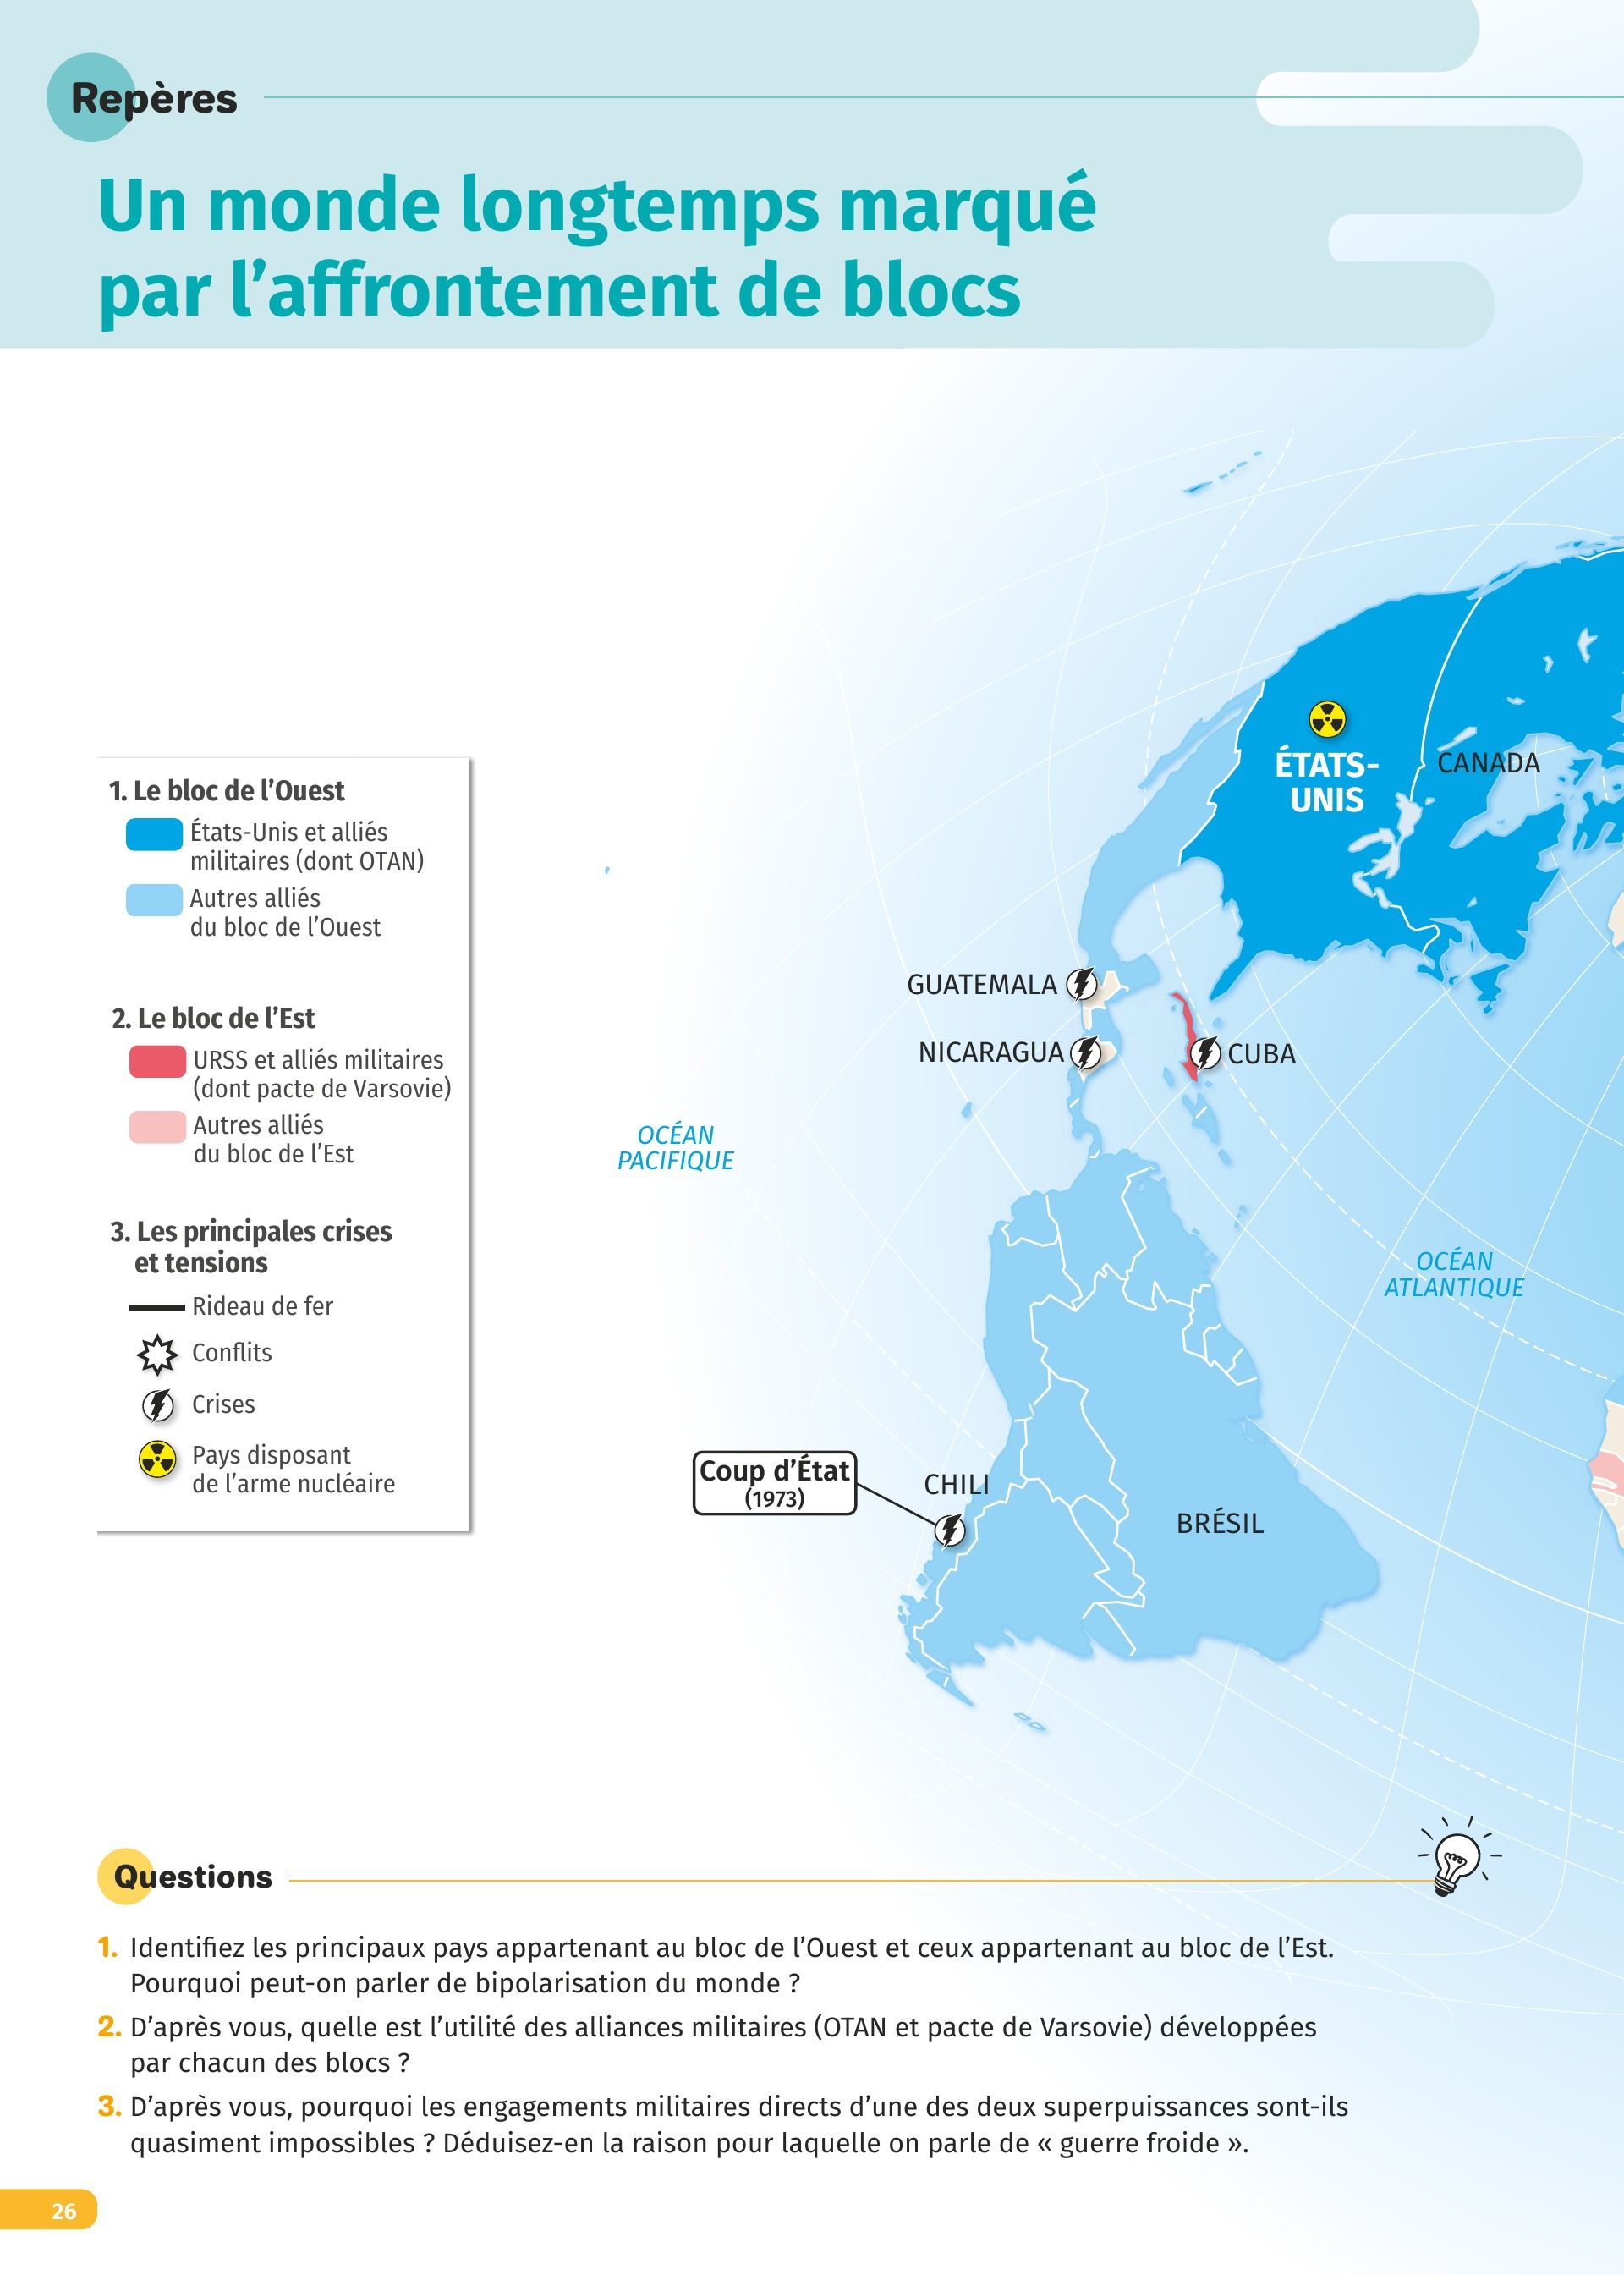 Repères
Un monde longtemps marqué
par l’affrontement de blocs
1. Le bloc de l’Ouest
États-Unis et alliés
militaires (dont OTAN)
Autres alliés
du bloc de l’Ouest
2. Le bloc de l’Est
URSS et alliés militaires
(dont pacte de Varsovie)
Autres alliés
du bloc de l’Est
3. Les principales crises
et tensions
Rideau de fer
Conflits
Crises
Pays disposant
de l’arme nucléaire
ÉTATS-
UNIS
CANADA
GUATEMALA
NICARAGUA
CUBA
OCÉAN
PACIFIQUE
OCÉAN
ATLANTIQUE
Coup d’État
(1973)
CHILI
BRÉSIL
Questions
1. Identifiez les principaux pays appartenant au bloc de l’Ouest et ceux appartenant au bloc de l’Est.
Pourquoi peut-on parler de bipolarisation du monde ?
2. D’après vous, quelle est l’utilité des alliances militaires (OTAN et pacte de Varsovie) développées
par chacun des blocs ?
3. D’après vous, pourquoi les engagements militaires directs d’une des deux superpuissances sont-ils
quasiment impossibles ? Déduisez-en la raison pour laquelle on parle de « guerre froide ».
26